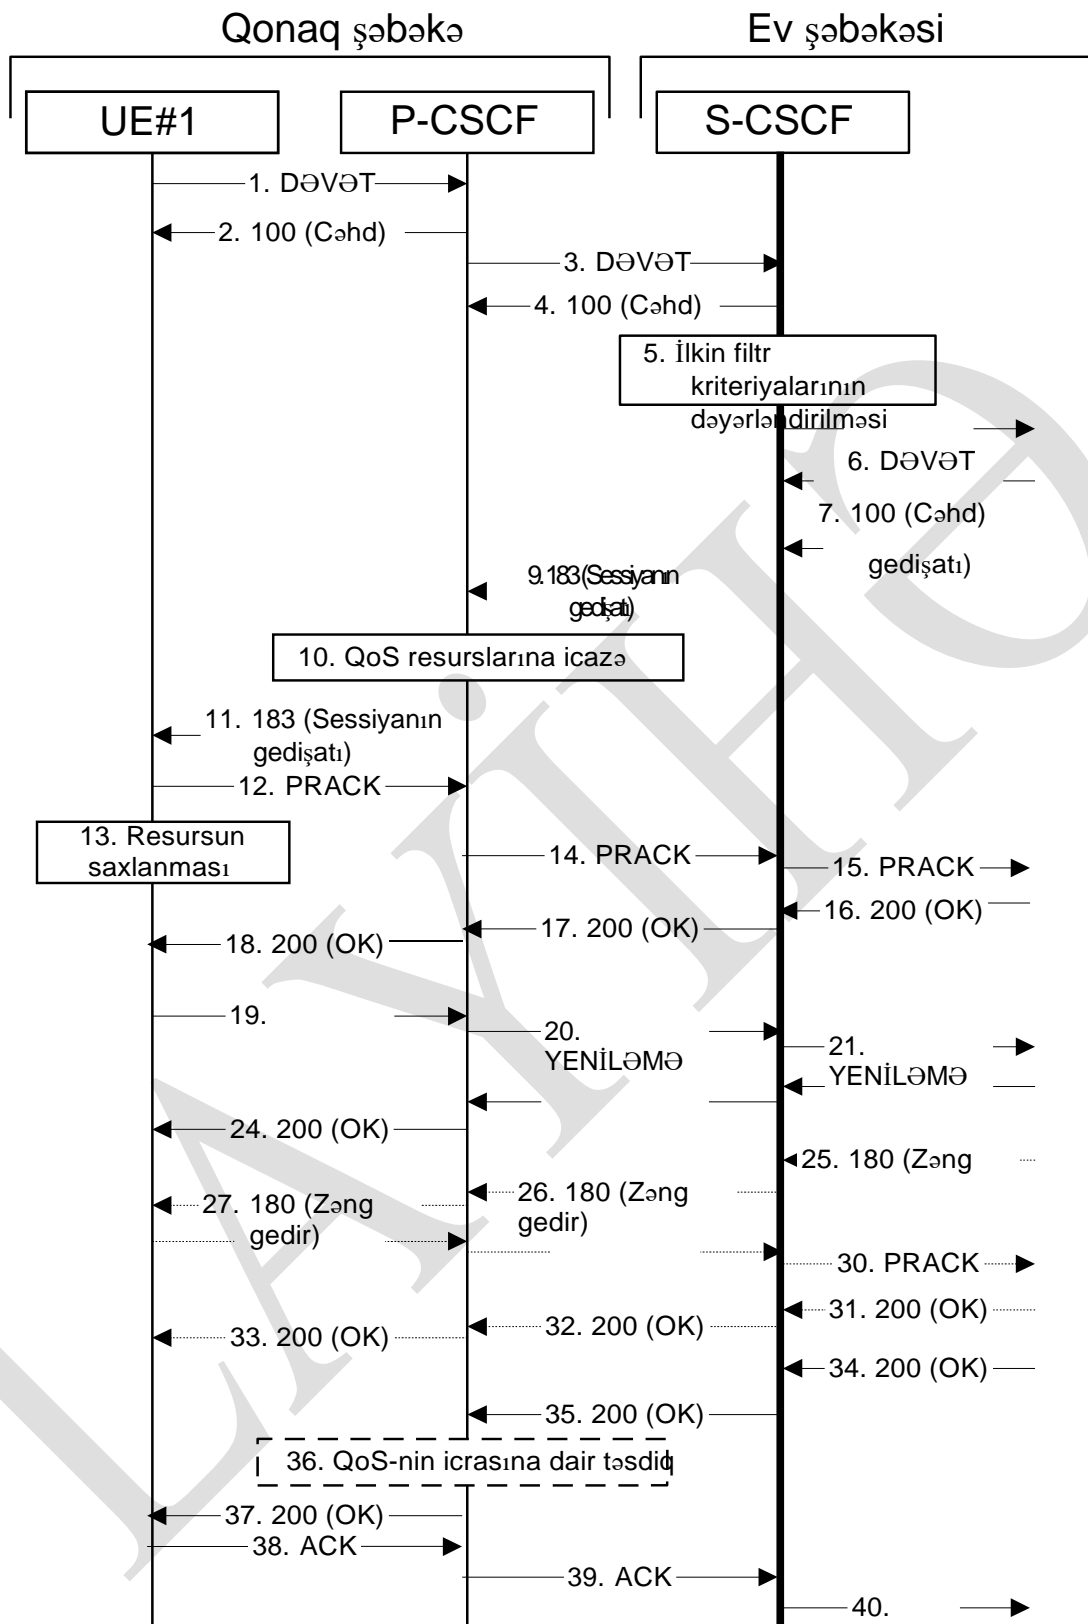 Qonaq şəbəkə
Ev şəbəkəsi
UE#1
P-CSCF
S-CSCF
1. DƏVƏT
2. 100 (Cəhd)
3. DƏVƏT
4. 100 (Cəhd)
5. İlkin filtr
kriteriyalarının
dəyərləndirilməsi
6. DƏVƏT
7. 100 (Cəhd)
gedişatı)
9.183(Sessiyanın
gedişatı)
10. QoS resurslarına icazə
11. 183 (Sessiyanın
gedişatı)
12. PRACK
13. Resursun
saxlanması
14. PRACK
15. PRACK
16. 200 (OK)
17. 200 (OK)
18. 200 (OK)
19.
20.
YENİLƏMƏ
21.
YENİLƏMƏ
24. 200 (OK)
25. 180 (Zəng
26. 180 (Zəng
gedir)
27. 180 (Zəng
gedir)
30. PRACK
31. 200 (OK)
32. 200 (OK)
33. 200 (OK)
34. 200 (OK)
35. 200 (OK)
36. QoS-nin icrasına dair təsdiq
37. 200 (OK)
38. ACK
39. ACK
40.
LAYİHƏ